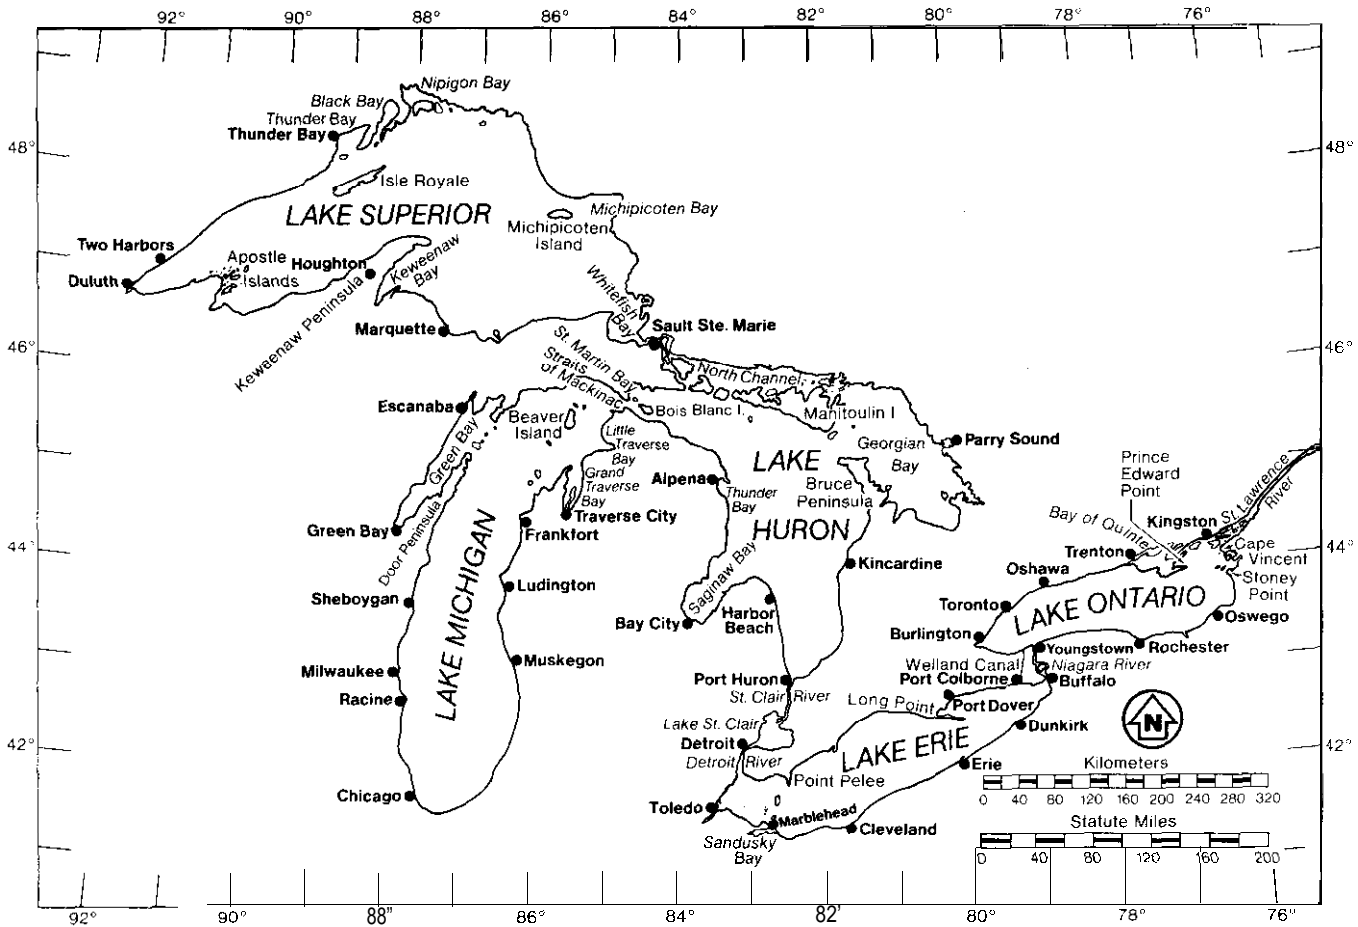 92°
90°
88°
86°
84°
82°
80°
78°
76°
Nipigon Bay
Black Bay
Thunder Bay
Thunder Bay
48°
48°
Isle Royale
LAKE SUPERIOR
Michipicoten Bay
Michipicoten
Island
Two Harbors
Apostle
Islands
Houghton
Keweenaw
Bay
Duluth
Keweenaw Peninsula
Whitefish
Bay
Marquette
Sault Ste. Marie
46°
46°
St. Martin Bay
Straits
of Mackinac
North Channel
Escanaba
Beaver
Island
Bois Blanc I.
Manitoulin I
Green Bay
Little
Traverse
Bay
Georgian
Bay
Parry Sound
LAKE
HURON
Grand
Traverse
Bay
Alpena
Thunder
Bay
Bruce
Peninsula
Prince
Edward
Point
St. Lawrence
River
Bay of Quinte
Kingston
Green Bay
Door Peninsula
Traverse City
Frankfort
LAKE MICHIGAN
44°
44°
Trenton
Cape
Vincent
Stoney
Point
Oshawa
Saginaw Bay
Kincardine
Sheboygan
Ludington
Harbor
Beach
Bay City
Toronto
LAKE ONTARIO
Oswego
Burlington
Youngstown
Rochester
Milwaukee
Muskegon
Welland Canal
Niagara River
Racine
Port Huron
Port Colborne
Buffalo
St. Clair River
Long Point
Port Dover
N
Lake St. Clair
Dunkirk
42°
42°
Detroit
Detroit River
LAKE ERIE
Erie
Kilometers
0 40 80 120 160 200 240 280 320
Point Pelee
Chicago
Toledo
Marblehead
Cleveland
Statute Miles
0 40 80 120 160 200
Sandusky
Bay
92°
90°
88"
86°
84°
82'
80°
78°
76°